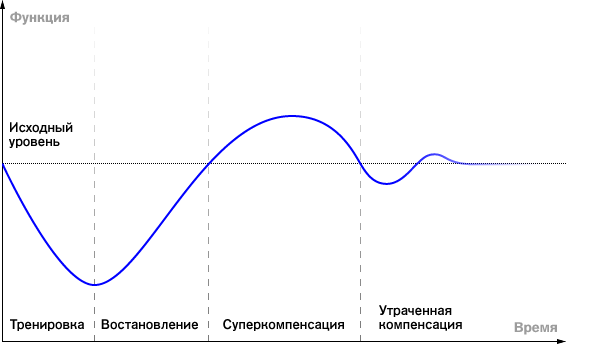 Функция
Исходный
уровень
Тренировка
Востановление
Суперкомпенсация
Утраченная
компенсация
Время